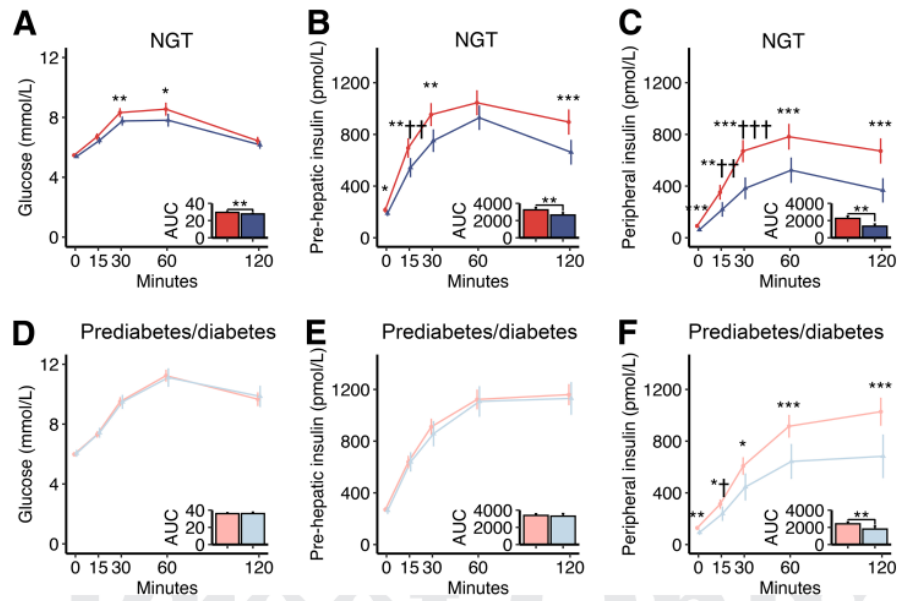 A
NGT
Glucose (mmol/L)
12
8
4
0
**
*
AUC
40
20
0
**
0 15 30 60 120
Minutes
B
NGT
Pre-hepatic insulin (pmol/L)
1200
800
400
0
*
**††
**
***
AUC
4000
2000
0
**
0 15 30 60 120
Minutes
C
NGT
Peripheral insulin (pmol/L)
1200
800
400
0
***
**††
***†††
***
***
AUC
4000
2000
0
**
0 15 30 60 120
Minutes
D
Prediabetes/diabetes
Glucose (mmol/L)
12
8
4
0
AUC
40
20
0
0 15 30 60 120
Minutes
E
Prediabetes/diabetes
Pre-hepatic insulin (pmol/L)
1200
800
400
0
AUC
4000
2000
0
0 15 30 60 120
Minutes
F
Prediabetes/diabetes
Peripheral insulin (pmol/L)
1200
800
400
0
**
*†
*
***
***
AUC
4000
2000
0
**
0 15 30 60 120
Minutes